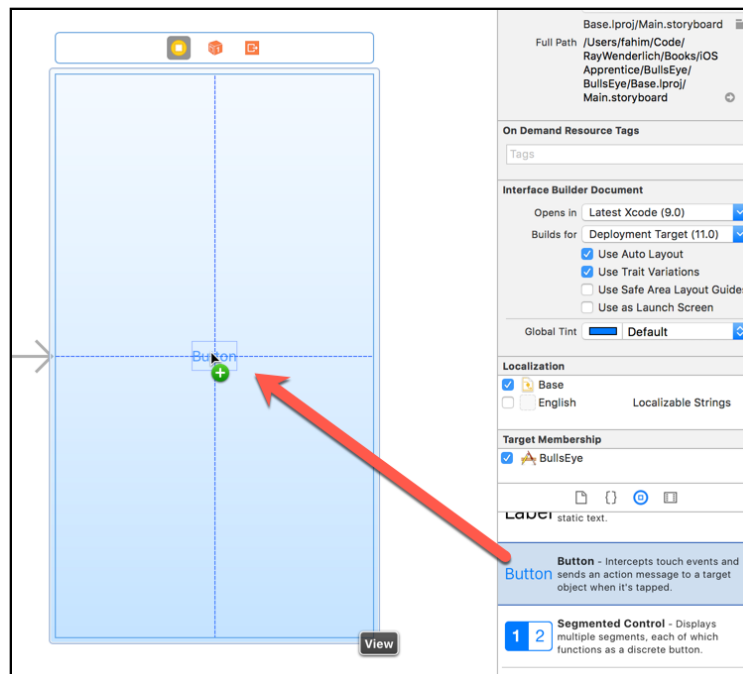 Base.lproj/Main.storyboard
Full Path /Users/fahim/Code/
RayWenderlich/Books/iOS
Apprentice/BullsEye/
BullsEye/Base.lproj/
Main.storyboard
On Demand Resource Tags
Tags
Interface Builder Document
Opens in Latest Xcode (9.0)
Builds for Deployment Target (11.0)
Use Auto Layout
Use Trait Variations
Use Safe Area Layout Guides
Use as Launch Screen
Global Tint Default
Button
Localization
Base
English Localizable Strings
Target Membership
BullsEye
{}
Label static text.
Button - Intercepts touch events and
Button sends an action message to a target
object when it's tapped.
Segmented Control - Displays
1 2 multiple segments, each of which
functions as a discrete button.
View